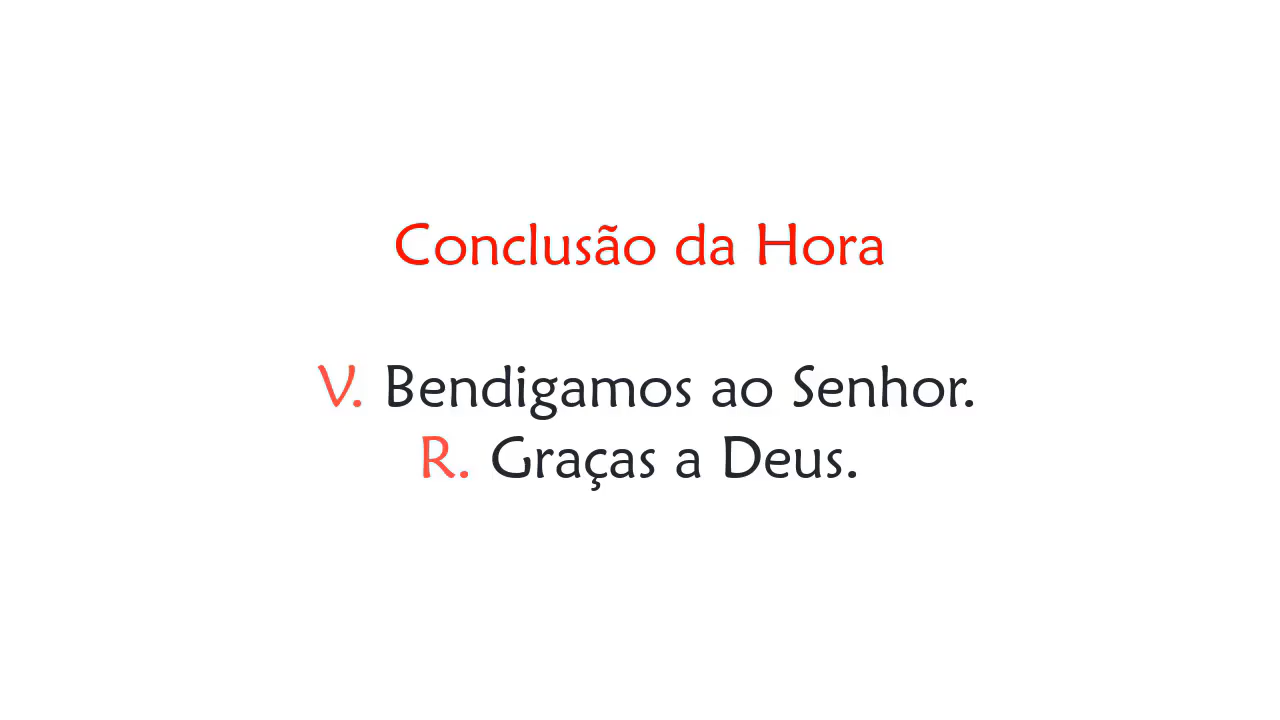 Conclusão da Hora
V. Bendigamos ao Senhor.
R. Graças a Deus.